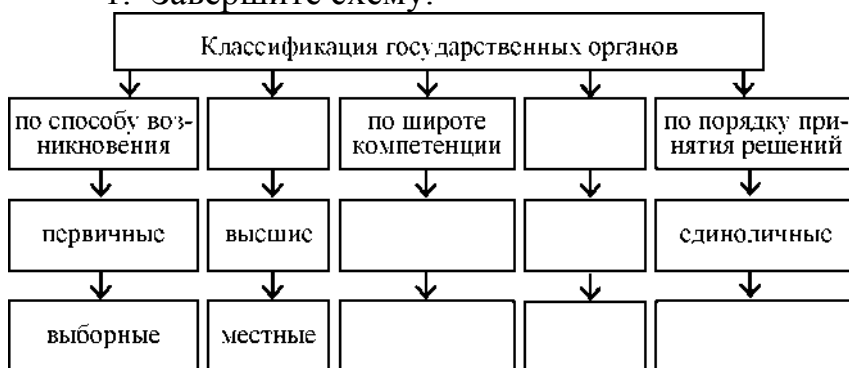 1. Завершите схему:
Классификация государственных органов
по способу воз-
никновения
по широте
компетенции
по порядку при-
нятия решений
первичные
высшие
единоличные
выборные
местные